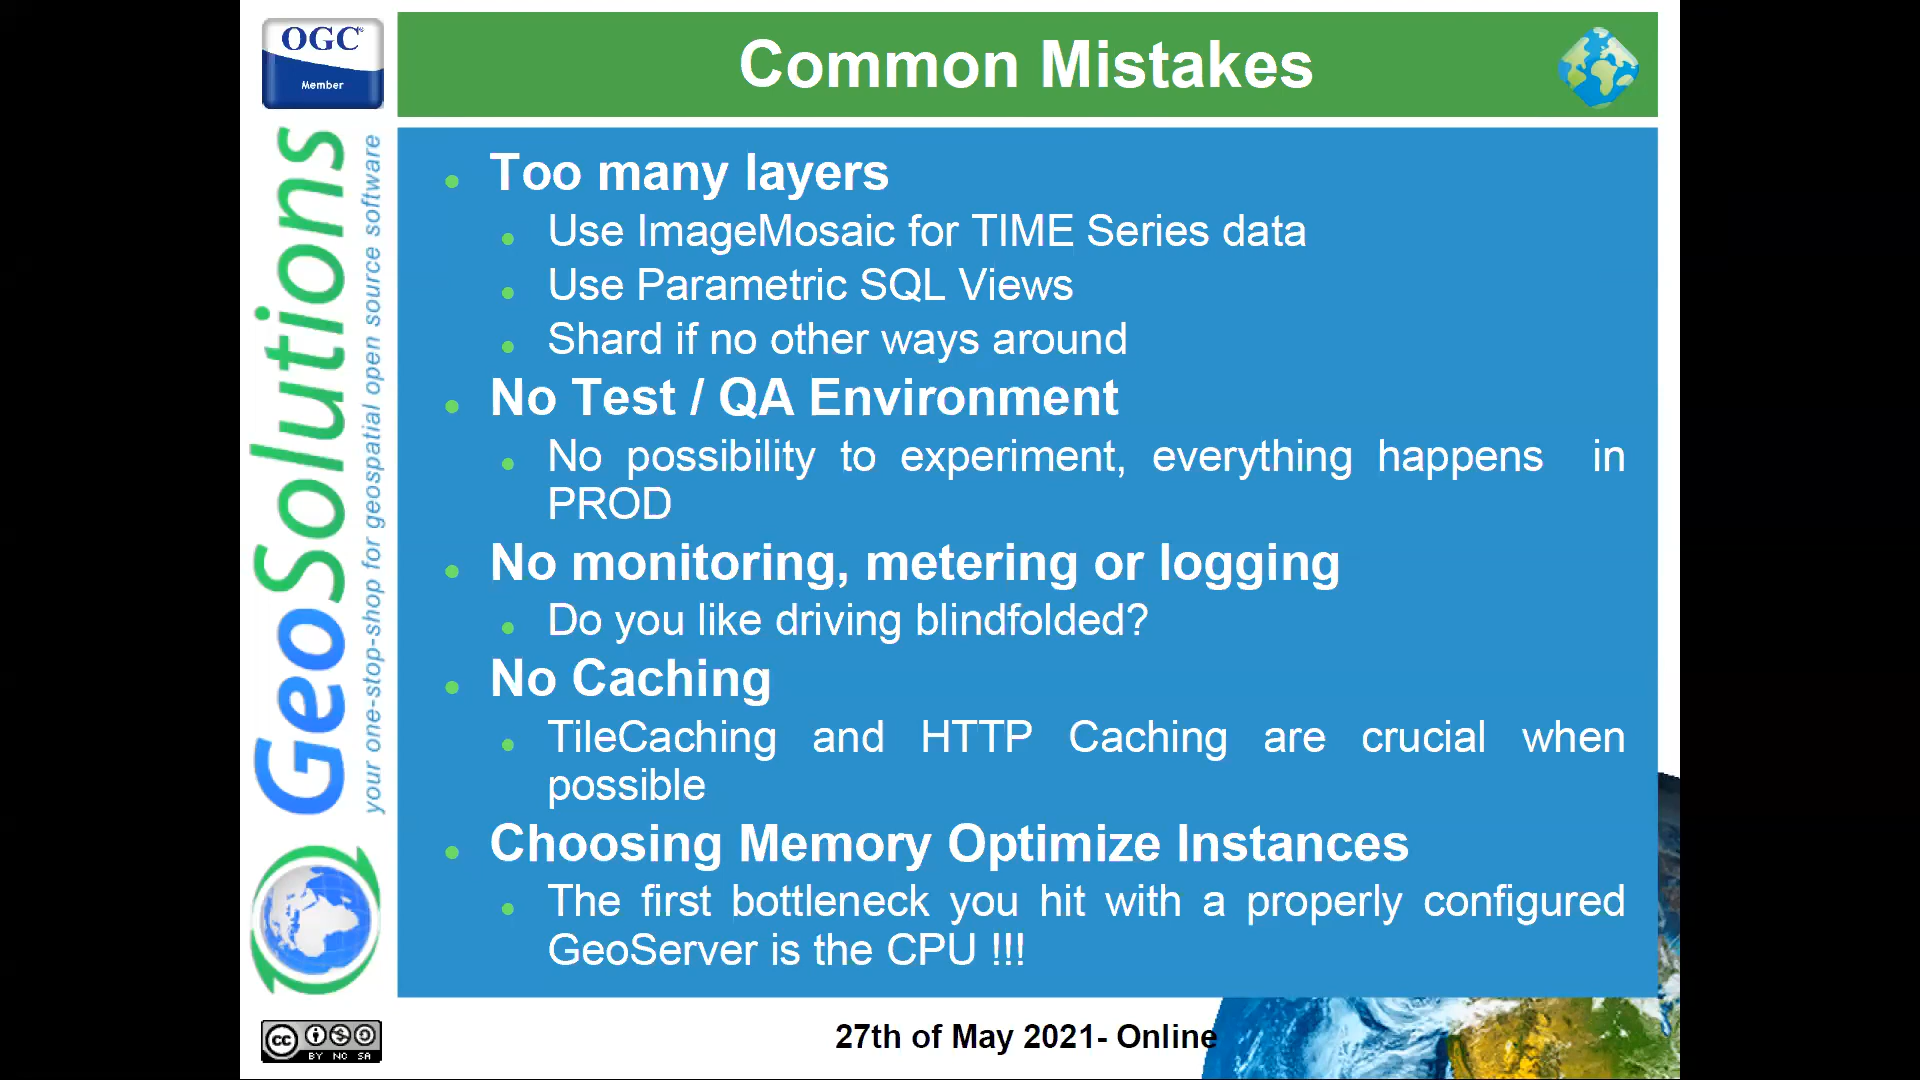 OGC
Member
Common Mistakes
GeoSolutions
your one-stop-shop for geospatial open source software
Too many layers
Use ImageMosaic for TIME Series data
Use Parametric SQL Views
Shard if no other ways around
No Test / QA Environment
No possibility to experiment, everything happens in
PROD
No monitoring, metering or logging
Do you like driving blindfolded?
No Caching
TileCaching and HTTP Caching are crucial when
possible
Choosing Memory Optimize Instances
The first bottleneck you hit with a properly configured
GeoServer is the CPU !!!
cc
BY NC SA
27th of May 2021- Online